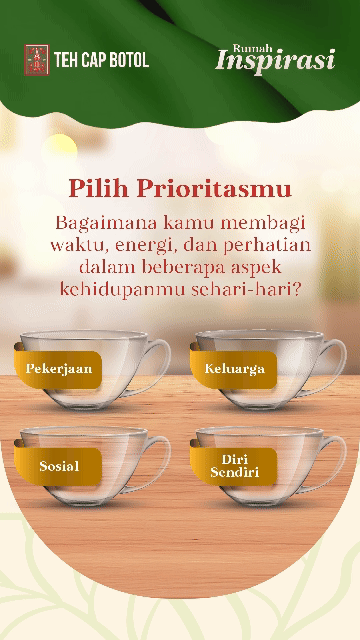 TEH CAP BOTOL
Rumah
Inspirasi
Pilih Prioritasmu
Bagaimana kamu membagi
waktu, energi, dan perhatian
dalam beberapa aspek
kehidupanmu sehari-hari?
Pekerjaan
Keluarga
Sosial
Diri
Sendiri